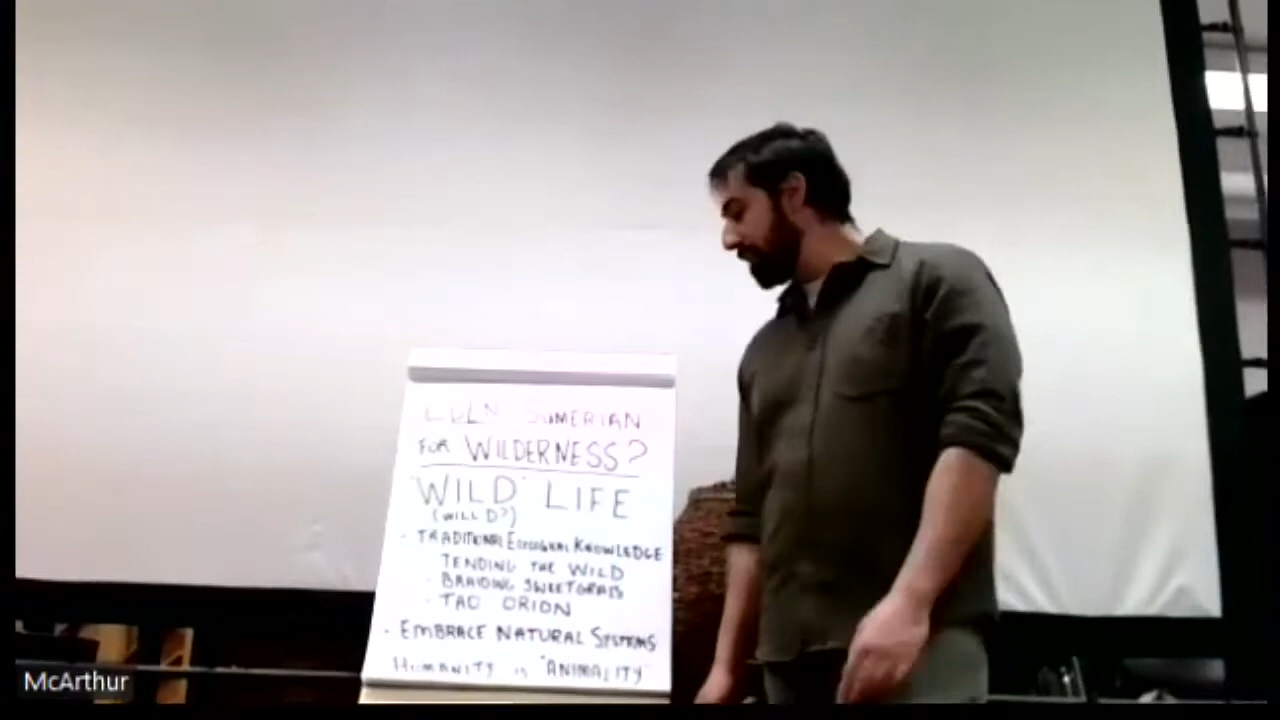 SUMERIAN
FOR WILDERNESS?
"WILD" LIFE
(WILL D?)
- TRADITIONAL ECOLOGICAL KNOWLEDGE
TENDING THE WILD
- BRAIDING SWEETGRASS
- TAO ORION
- EMBRACE NATURAL SYSTEMS
HUMANITY is "ANIMALITY"
McArthur